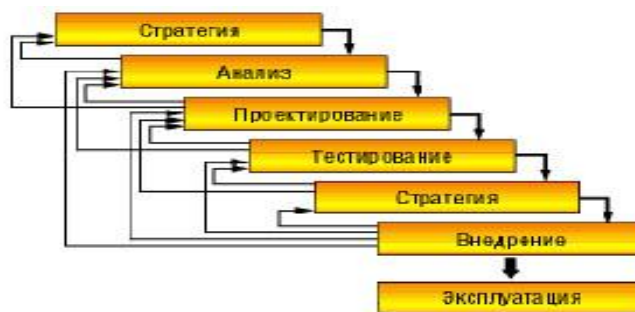 Стратегия
Анализ
Проектирование
Тестирование
Стратегия
Внедрение
Эксплуатация